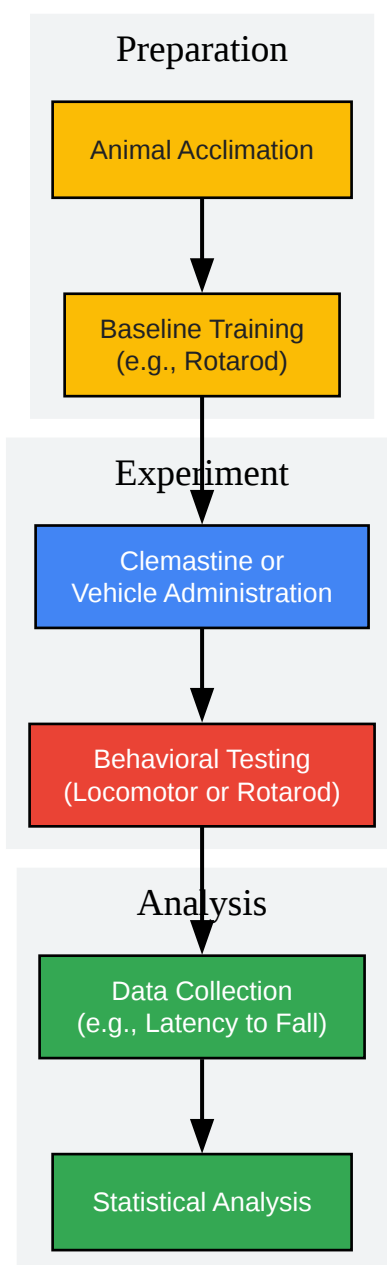 Preparation
Animal Acclimation
Baseline Training
(e.g., Rotarod)
Experiment
Clemastine or
Vehicle Administration
Behavioral Testing
(Locomotor or Rotarod)
Analysis
Data Collection
(e.g., Latency to Fall)
Statistical Analysis